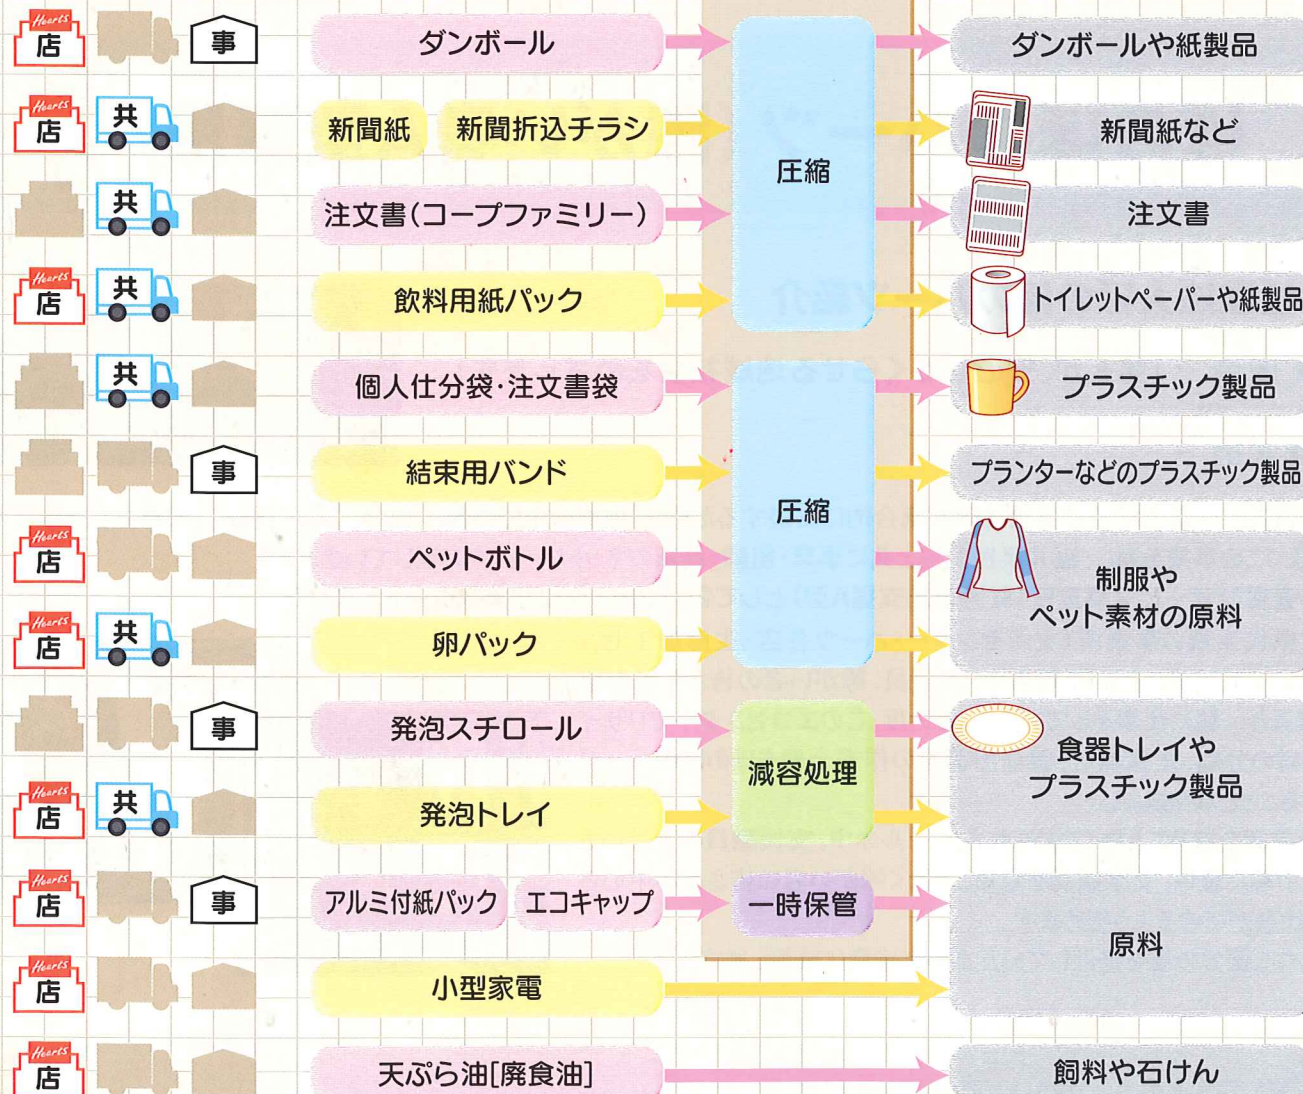 Hearts 店 事 ダンボール ダンボールや紙製品
Hearts 店 共 新聞紙 新聞折込チラシ 新聞紙など
圧縮
共 注文書(コープファミリー) 注文書
Hearts 店 共 飲料用紙パック トイレットペーパーや紙製品
共 個人仕分袋・注文書袋 プラスチック製品
事 結束用バンド プランターなどのプラスチック製品
圧縮
Hearts 店 ペットボトル 制服や
ペット素材の原料
Hearts 店 共 卵パック
事 発泡スチロール 食器トレイや
減容処理 プラスチック製品
Hearts 店 共 発泡トレイ
Hearts 店 事 アルミ付紙パック エコキャップ 一時保管
原料
Hearts 店 小型家電
Hearts 店 天ぷら油[廃食油] 飼料や石けん